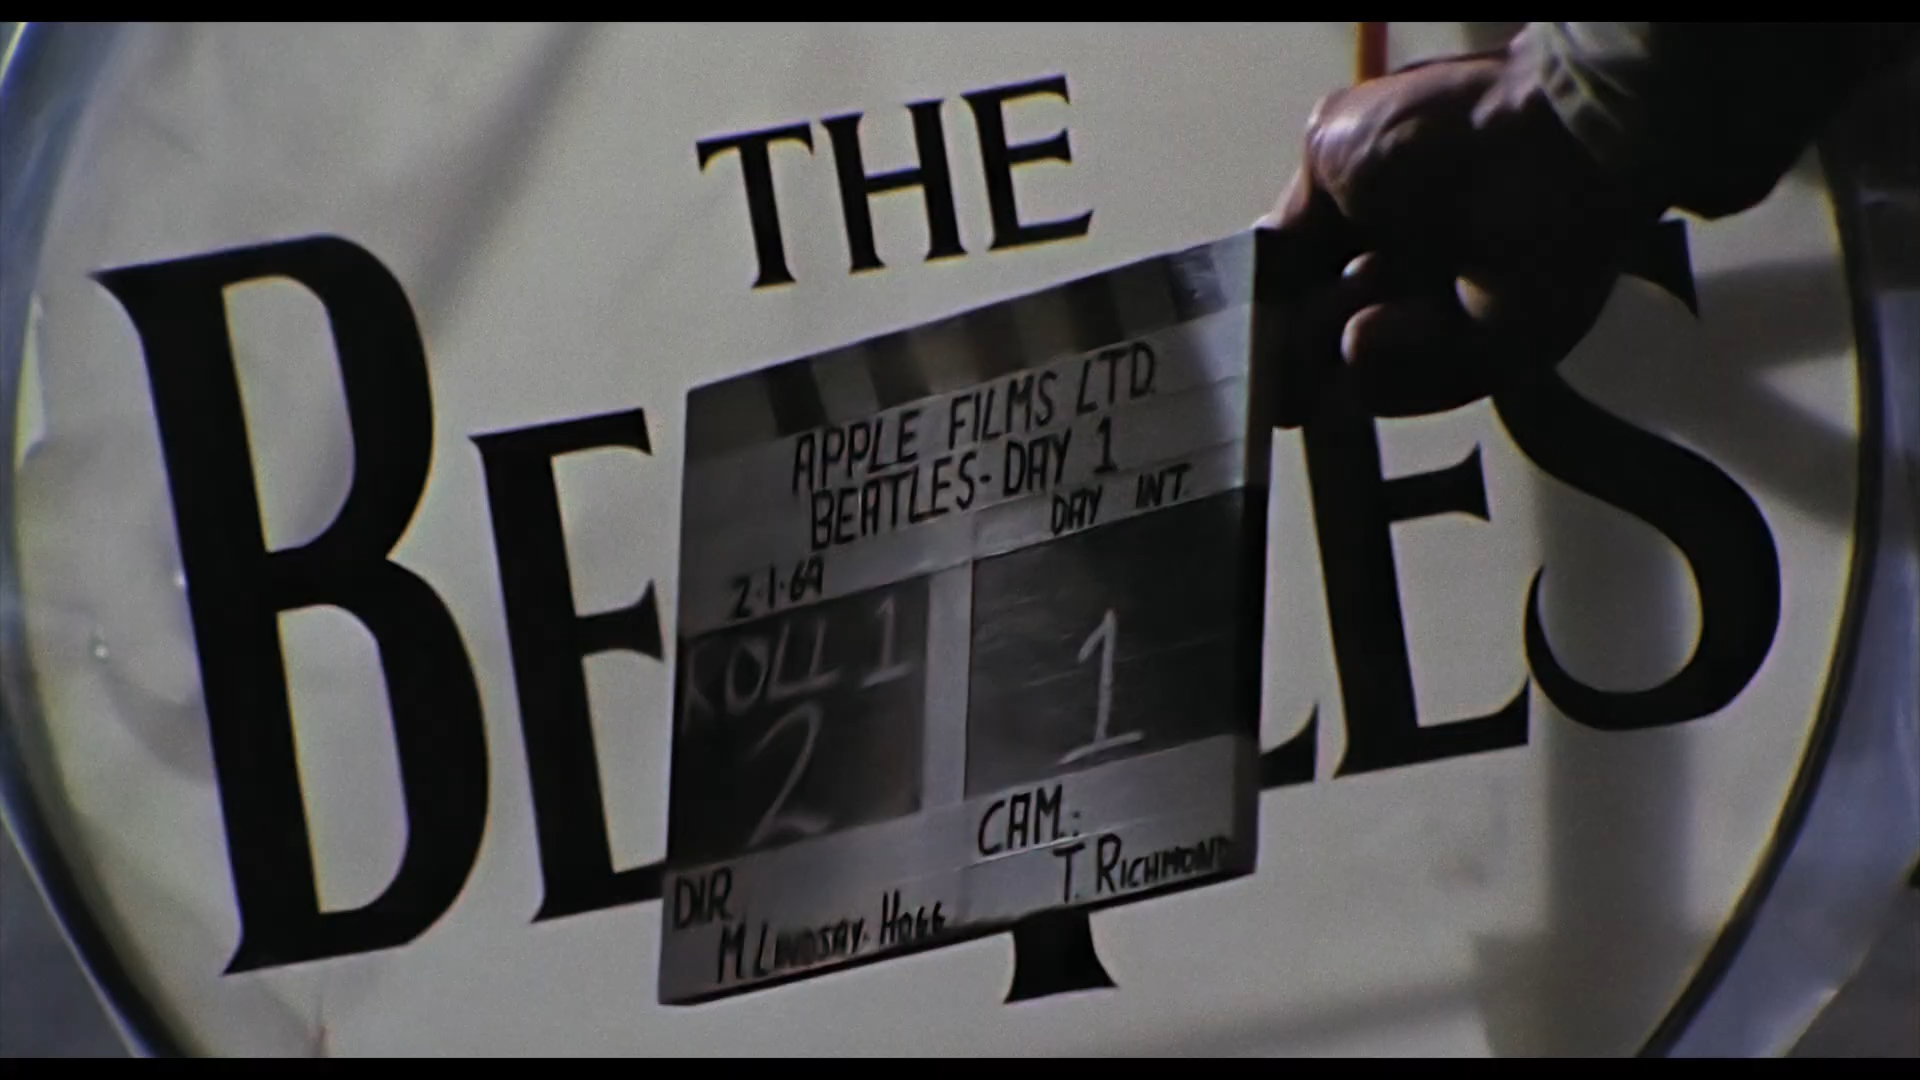 THE
BEATLES
APPLE FILMS LTD.
BEATLES-DAY 1
DAY INT.
2·1·69
ROLL 1
2
1
CAM.:
T. RICHMOND
DIR
M. LINDSAY-HOGG